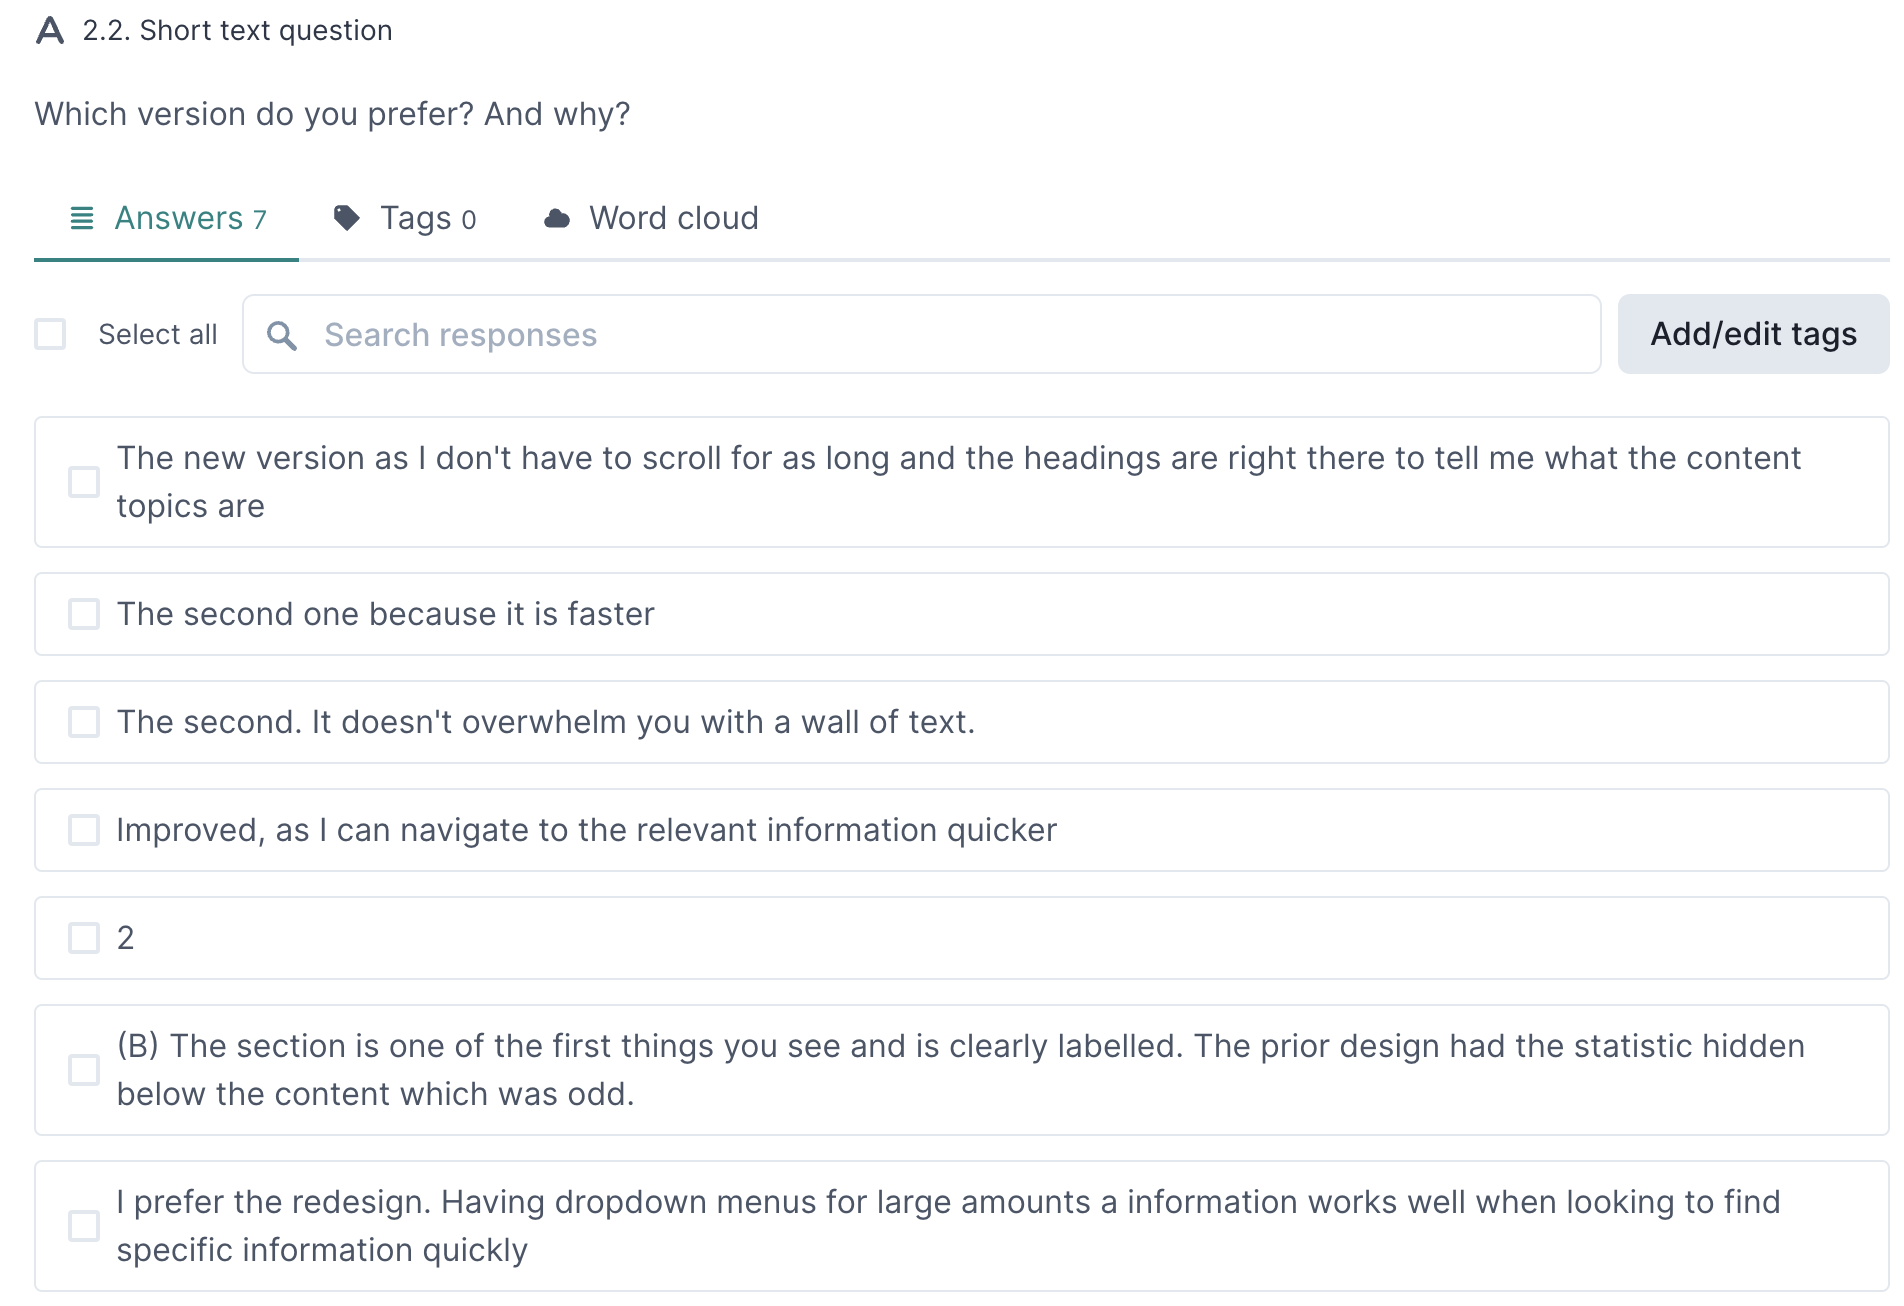 A 2.2. Short text question
Which version do you prefer? And why?
Answers 7 Tags 0 Word cloud
Select all Search responses Add/edit tags
The new version as I don't have to scroll for as long and the headings are right there to tell me what the content
topics are
The second one because it is faster
The second. It doesn't overwhelm you with a wall of text.
Improved, as I can navigate to the relevant information quicker
2
(B) The section is one of the first things you see and is clearly labelled. The prior design had the statistic hidden
below the content which was odd.
I prefer the redesign. Having dropdown menus for large amounts a information works well when looking to find
specific information quickly